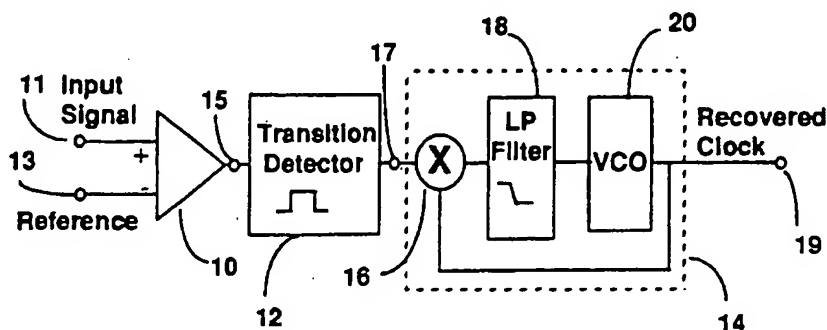 18
20
17
11 Input
Signal
15
Transition
Detector
LP
Filter
VCO
Recovered
Clock
+
X
13
-
Reference
10
12
16
19
14